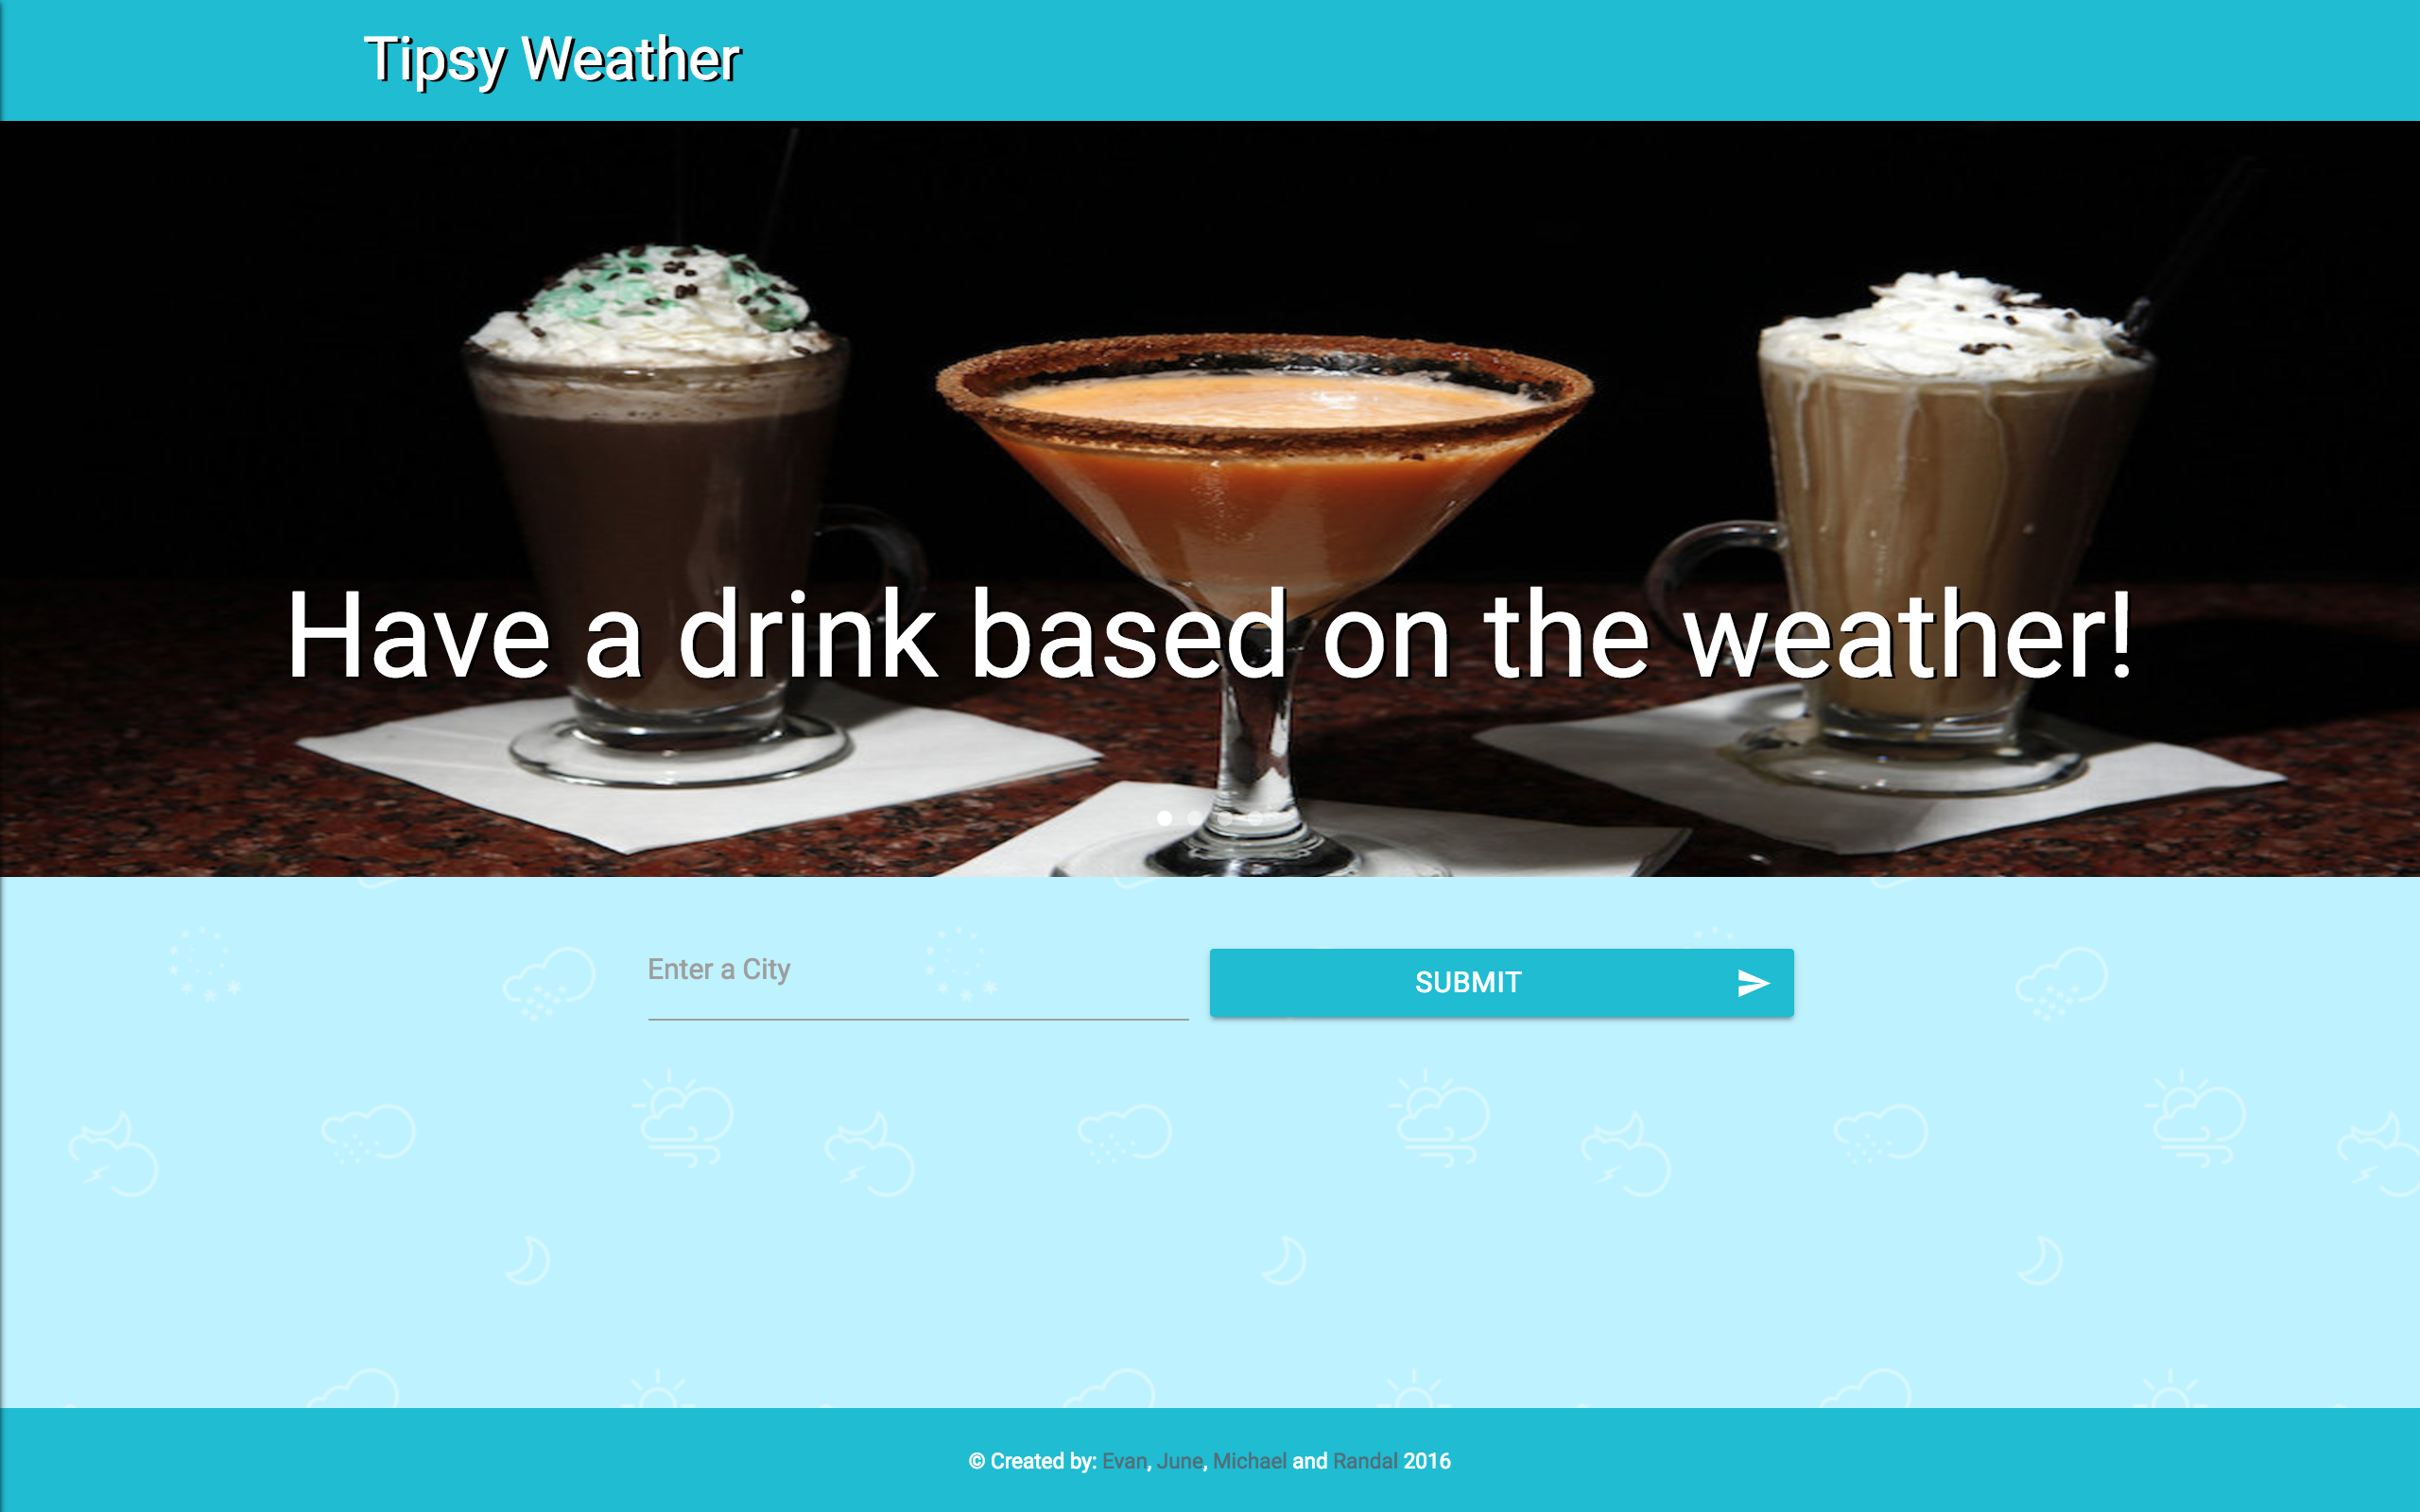 Tipsy Weather
Have a drink based on the weather!
Enter a City
SUBMIT
© Created by: Evan, June, Michael and Randal 2016